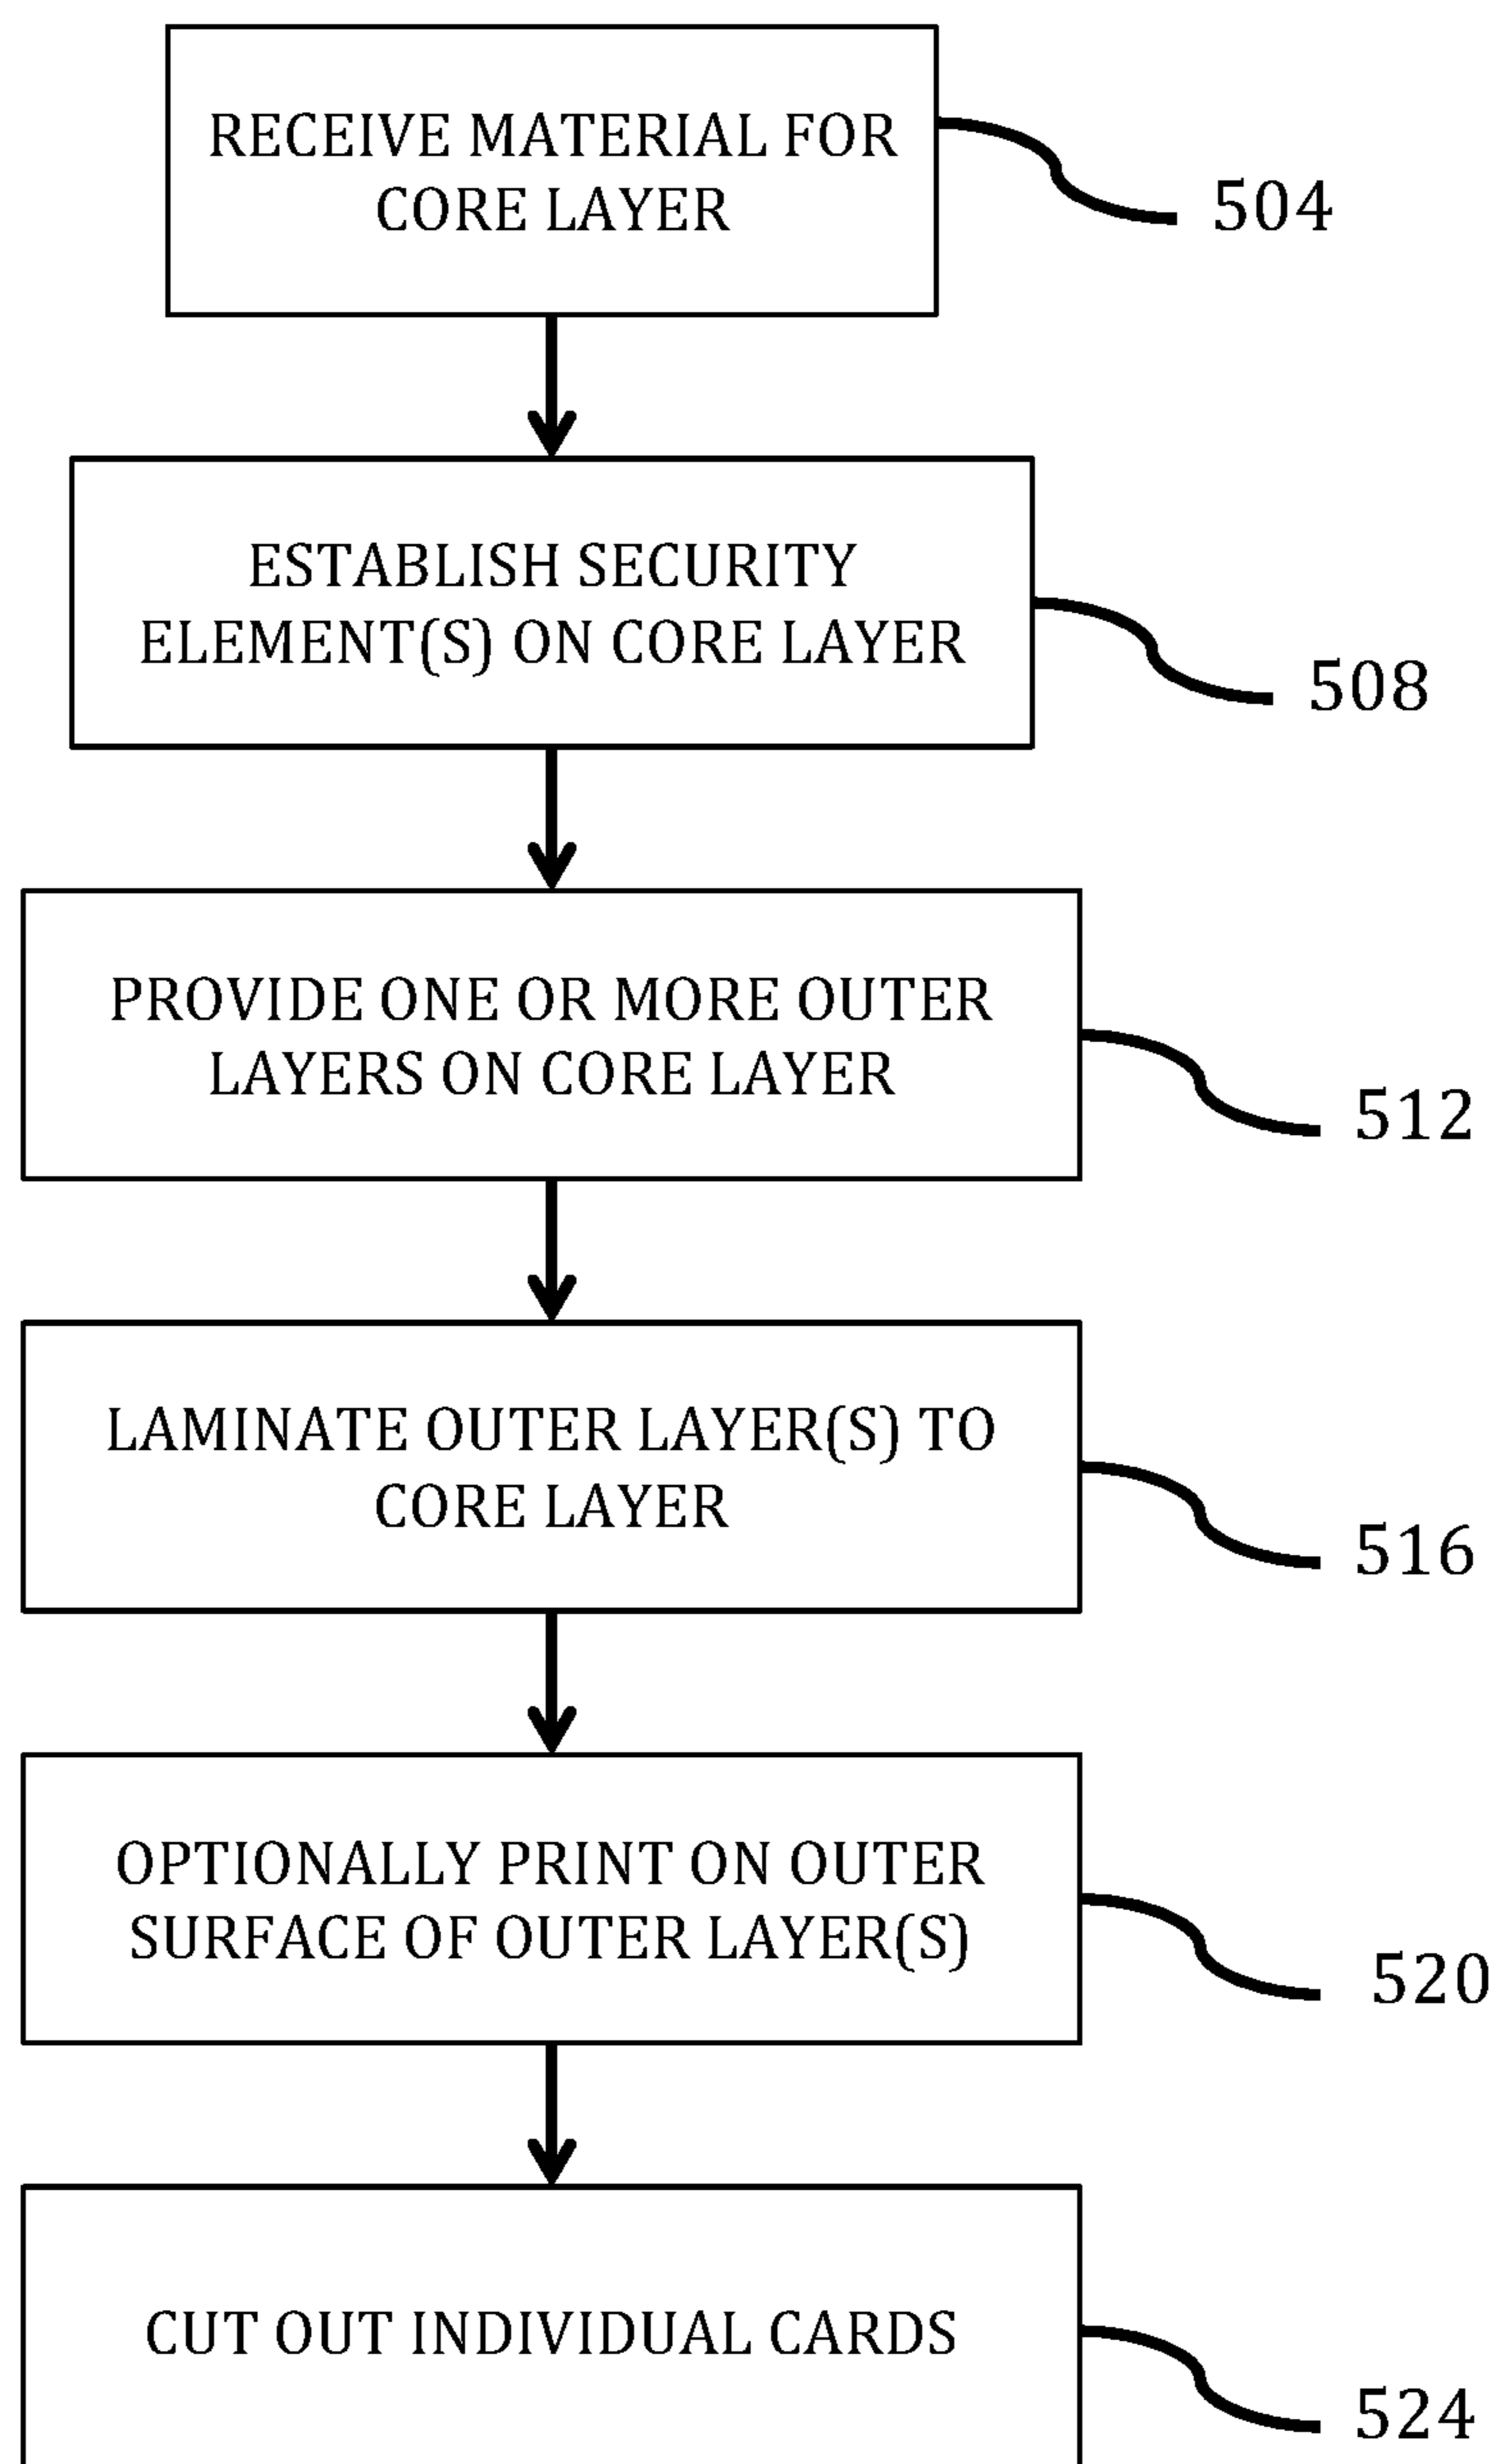 RECEIVE MATERIAL FOR
CORE LAYER
504
ESTABLISH SECURITY
ELEMENT(S) ON CORE LAYER
508
PROVIDE ONE OR MORE OUTER
LAYERS ON CORE LAYER
512
LAMINATE OUTER LAYER(S) TO
CORE LAYER
516
OPTIONALLY PRINT ON OUTER
SURFACE OF OUTER LAYER(S)
520
CUT OUT INDIVIDUAL CARDS
524